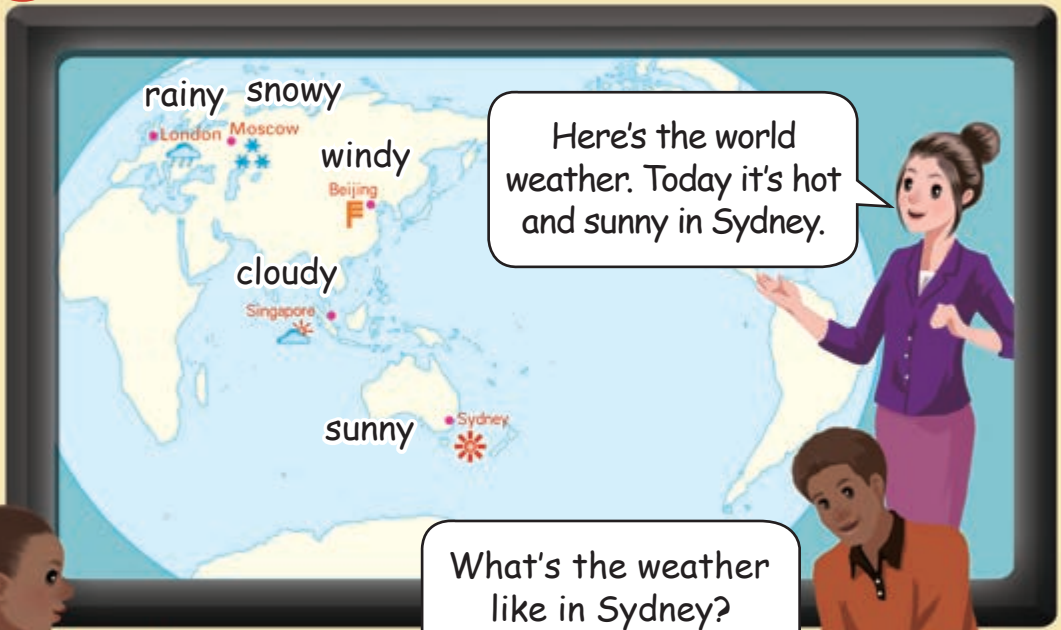 rainy snowy
London Moscow
windy
Beijing
Here's the world
weather. Today it's hot
and sunny in Sydney.
cloudy
Singapore
sunny
Sydney
What's the weather
like in Sydney?